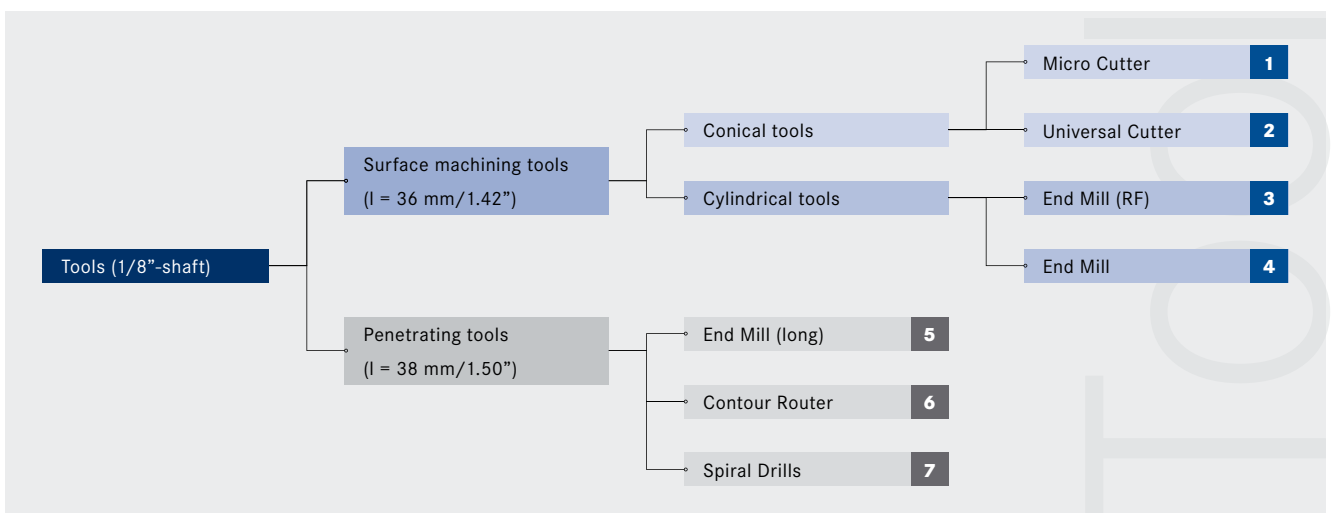 Tools (1/8”-shaft)
Surface machining tools
(l = 36 mm/1.42”)
Conical tools
Micro Cutter 1
Universal Cutter 2
Cylindrical tools
End Mill (RF) 3
End Mill 4
Penetrating tools
(l = 38 mm/1.50”)
End Mill (long) 5
Contour Router 6
Spiral Drills 7
Tool